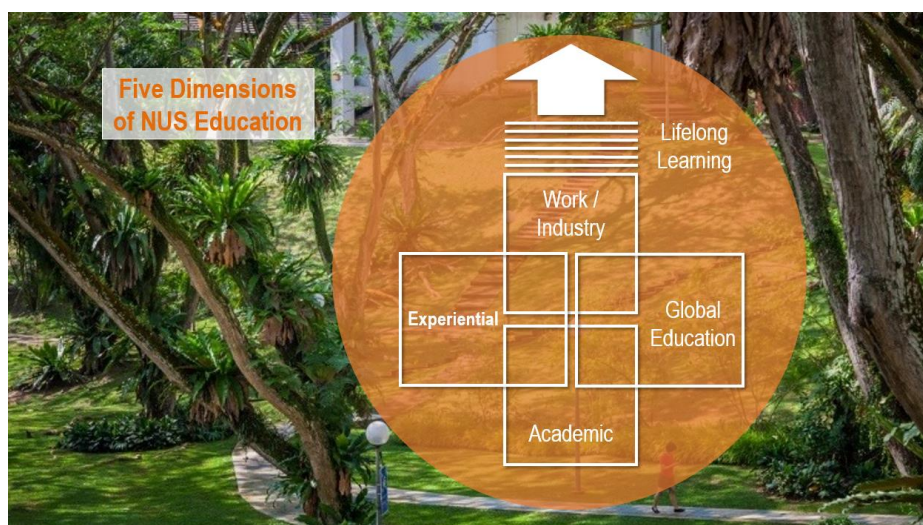 Five Dimensions
of NUS Education
Lifelong
Learning
Work /
Industry
Experiential
Global
Education
Academic